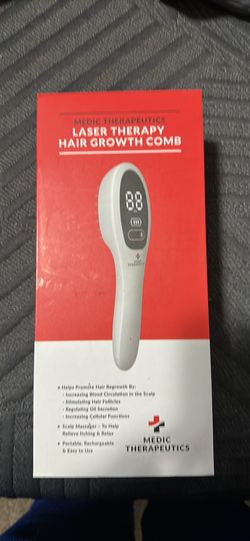 MEDIC THERAPEUTICS
LASER THERAPY
HAIR GROWTH COMB
88
MEDIC
THERAPEUTICS
• Helps Promote Hair Regrowth By:
- Increasing Blood Circulation in the Scalp
- Stimulating Hair Follicles
- Regulating Oil Secretion
- Increasing Cellular Functions
• Scalp Massager – To Help
Relieve Itching & Relax
• Portable, Rechargeable
& Easy to Use
MEDIC
THERAPEUTICS